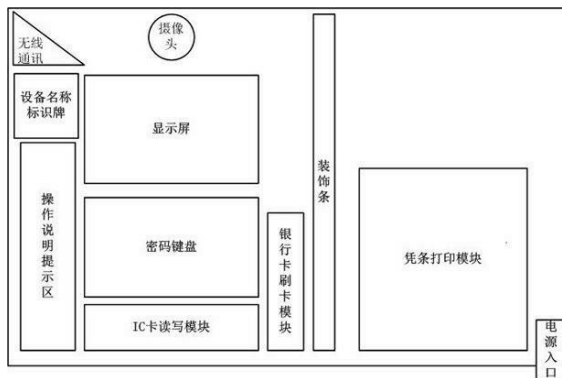 无线
通讯
摄像
头
设备名称
标识牌
显示屏
操作说明提示区
密码键盘
IC卡读写模块
银行卡刷卡模块
装饰条
凭条打印模块
电源入口